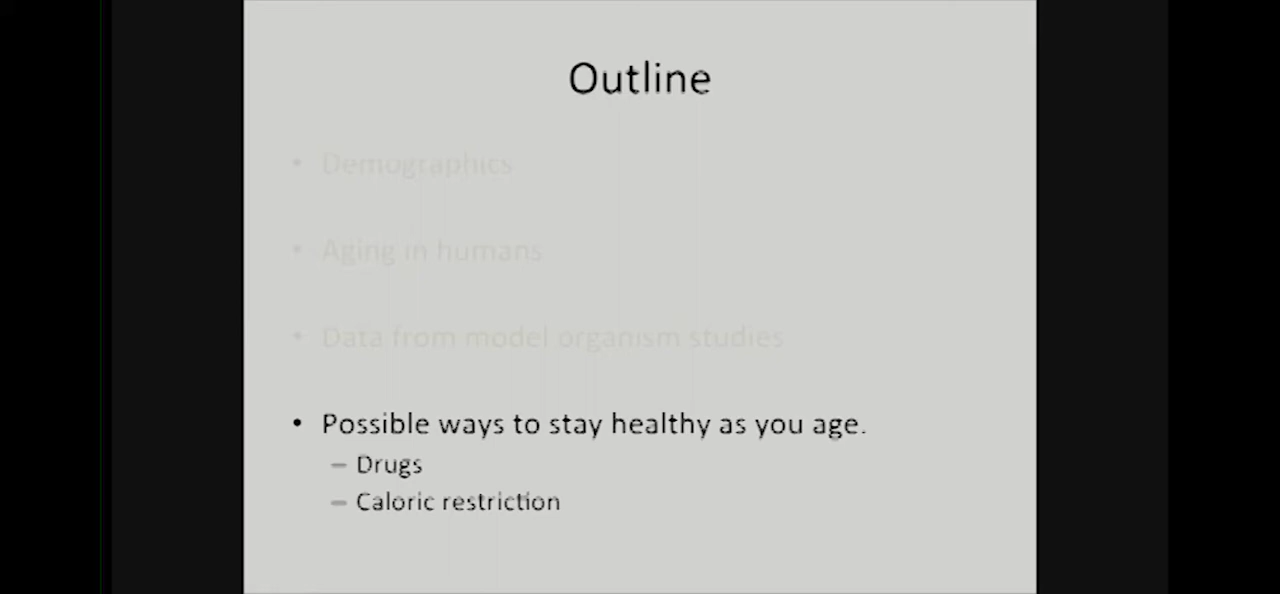 Outline
• Demographics
• Aging in humans
• Data from model organism studies
• Possible ways to stay healthy as you age.
– Drugs
– Caloric restriction